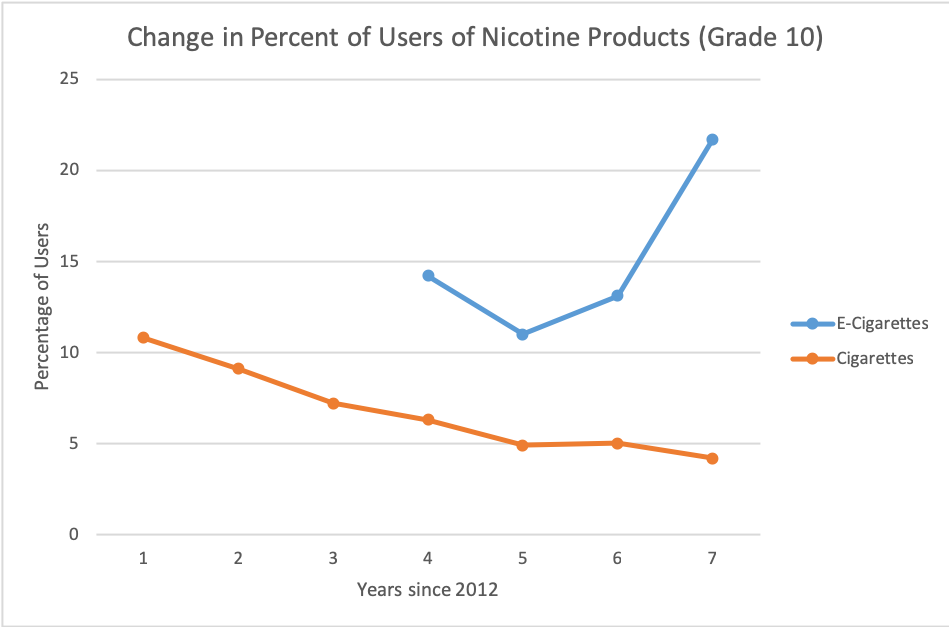 Change in Percent of Users of Nicotine Products (Grade 10)
25
20
15
10
5
0
Percentage of Users
1 2 3 4 5 6 7
Years since 2012
E-Cigarettes
Cigarettes